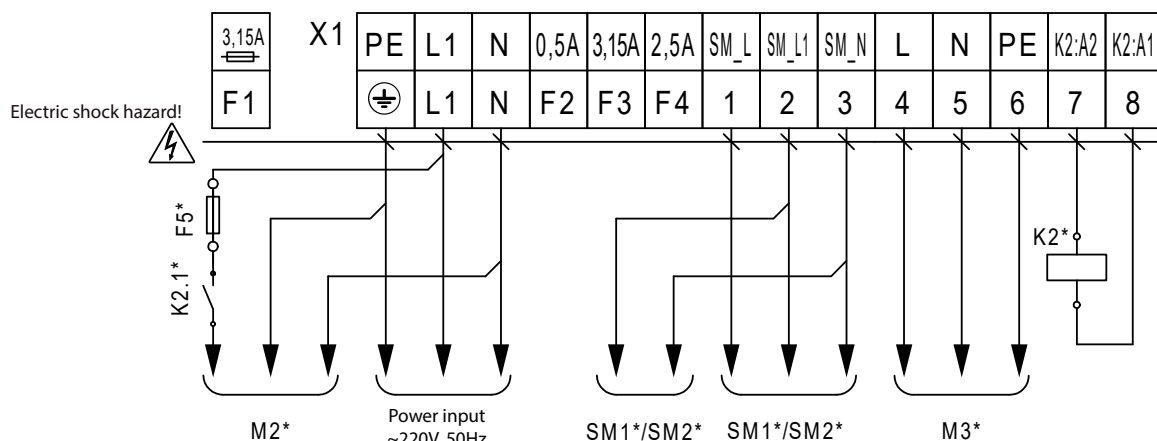 3,15A X1 PE L1 N 0,5A 3,15A 2,5A SM_L SM_L1 SM_N L N PE K2:A2 K2:A1
F1 L1 N F2 F3 F4 1 2 3 4 5 6 7 8
Electric shock hazard!
F5*
K2*
K2.1*
M2*
Power input
~220V, 50Hz
SM1*/SM2*
SM1*/SM2*
M3*